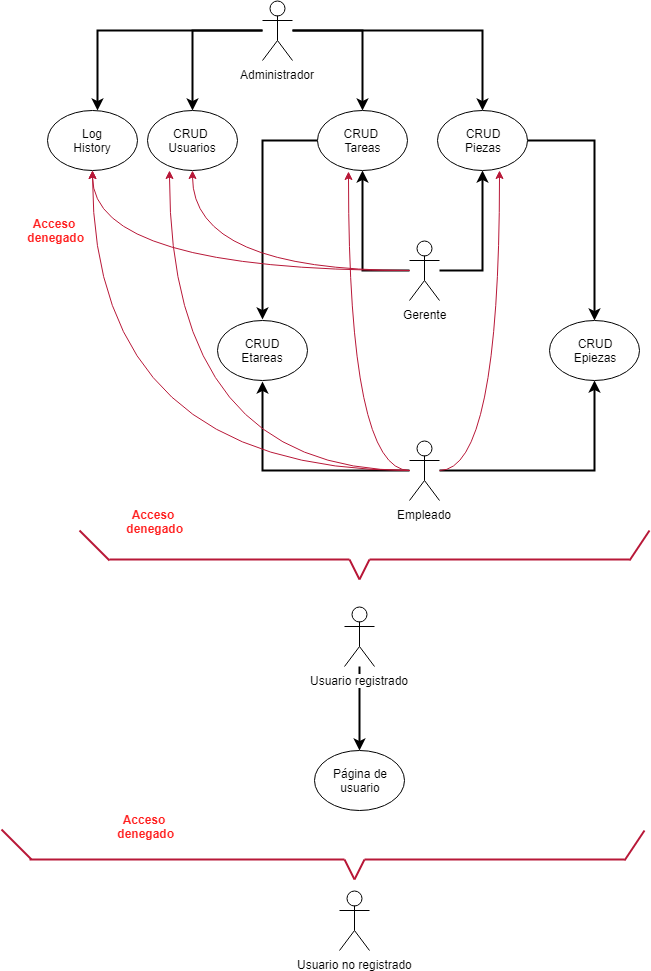 Administrador
Log
History
CRUD
Usuarios
CRUD
Tareas
CRUD
Piezas
Acceso
denegado
Gerente
CRUD
Etareas
CRUD
Epiezas
Empleado
Acceso
denegado
Usuario registrado
Página de
usuario
Acceso
denegado
Usuario no registrado